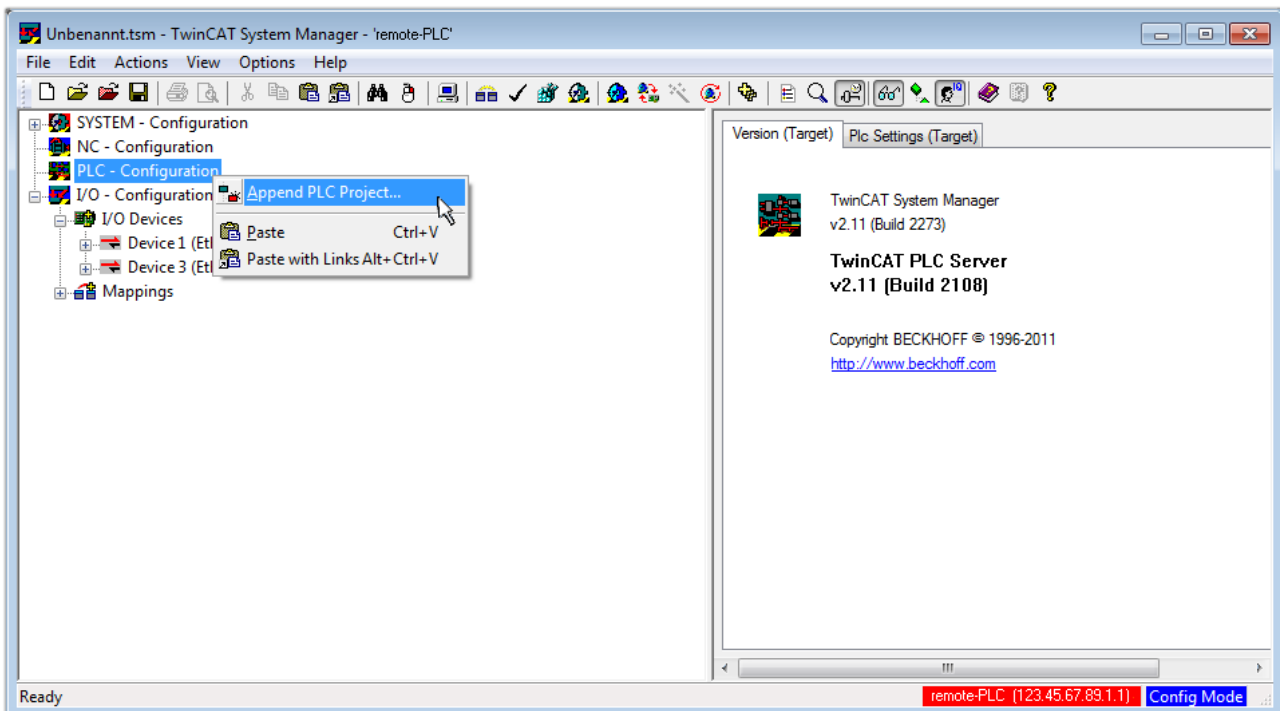 Unbenannt.tsm - TwinCAT System Manager - 'remote-PLC'
File Edit Actions View Options Help
SYSTEM - Configuration
NC - Configuration
PLC - Configuration
I/O - Configuration
I/O Devices
Device 1 (Et
Device 3 (Et
Mappings
Append PLC Project...
Paste Ctrl+V
Paste with Links Alt+Ctrl+V
Version (Target) Plc Settings (Target)
TwinCAT System Manager
v2.11 (Build 2273)
TwinCAT PLC Server
v2.11 (Build 2108)
Copyright BECKHOFF © 1996-2011
http://www.beckhoff.com
Ready remote-PLC (123.45.67.89.1.1) Config Mode